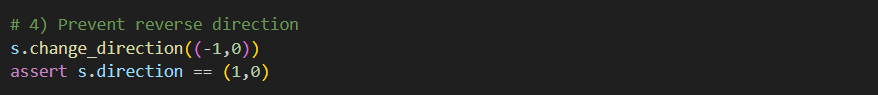 # 4) Prevent reverse direction
s.change_direction((-1,0))
assert s.direction == (1,0)